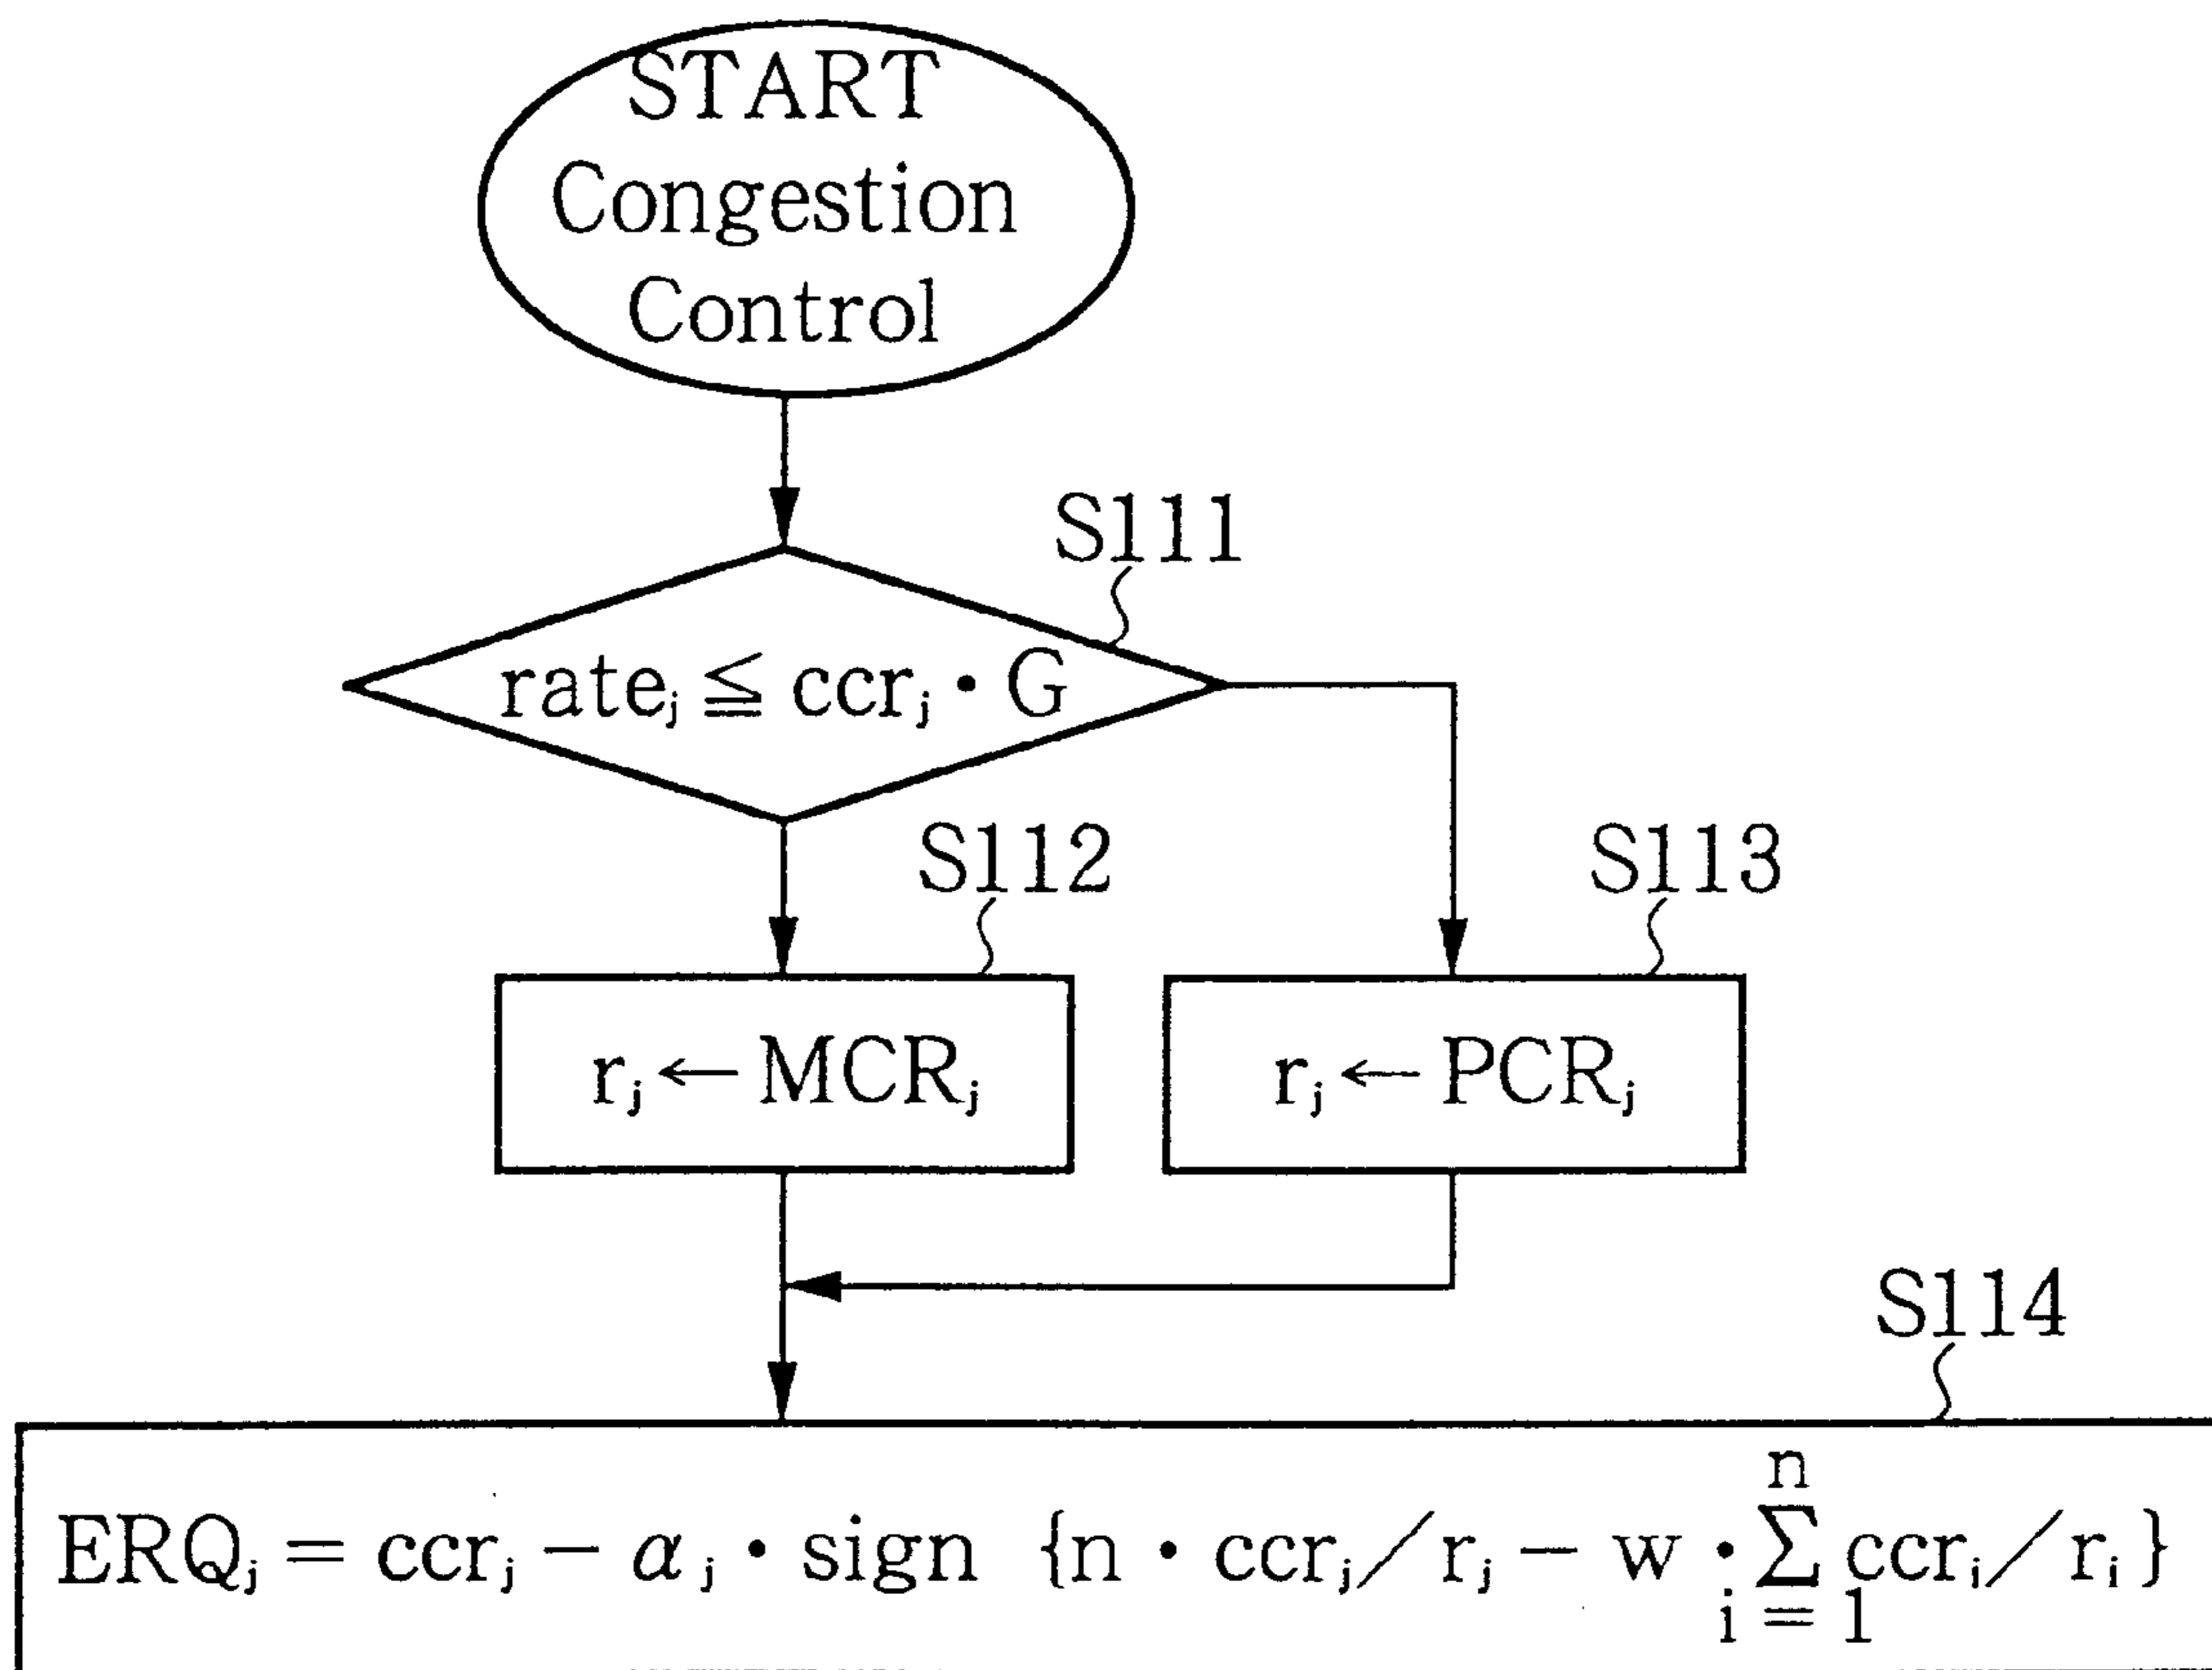 START
Congestion
Control
S111
rateⱼ ≦ ccrⱼ • G
S112
S113
rⱼ ← MCRⱼ
rⱼ ← PCRⱼ
S114
ERQⱼ = ccrⱼ − αⱼ • sign {n • ccrⱼ/rⱼ − w • Σ ccrᵢ/rᵢ}
n
i = 1